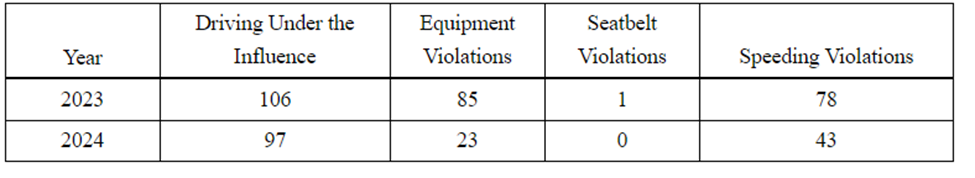 Year Driving Under the Influence Equipment Violations Seatbelt Violations Speeding Violations
2023 106 85 1 78
2024 97 23 0 43